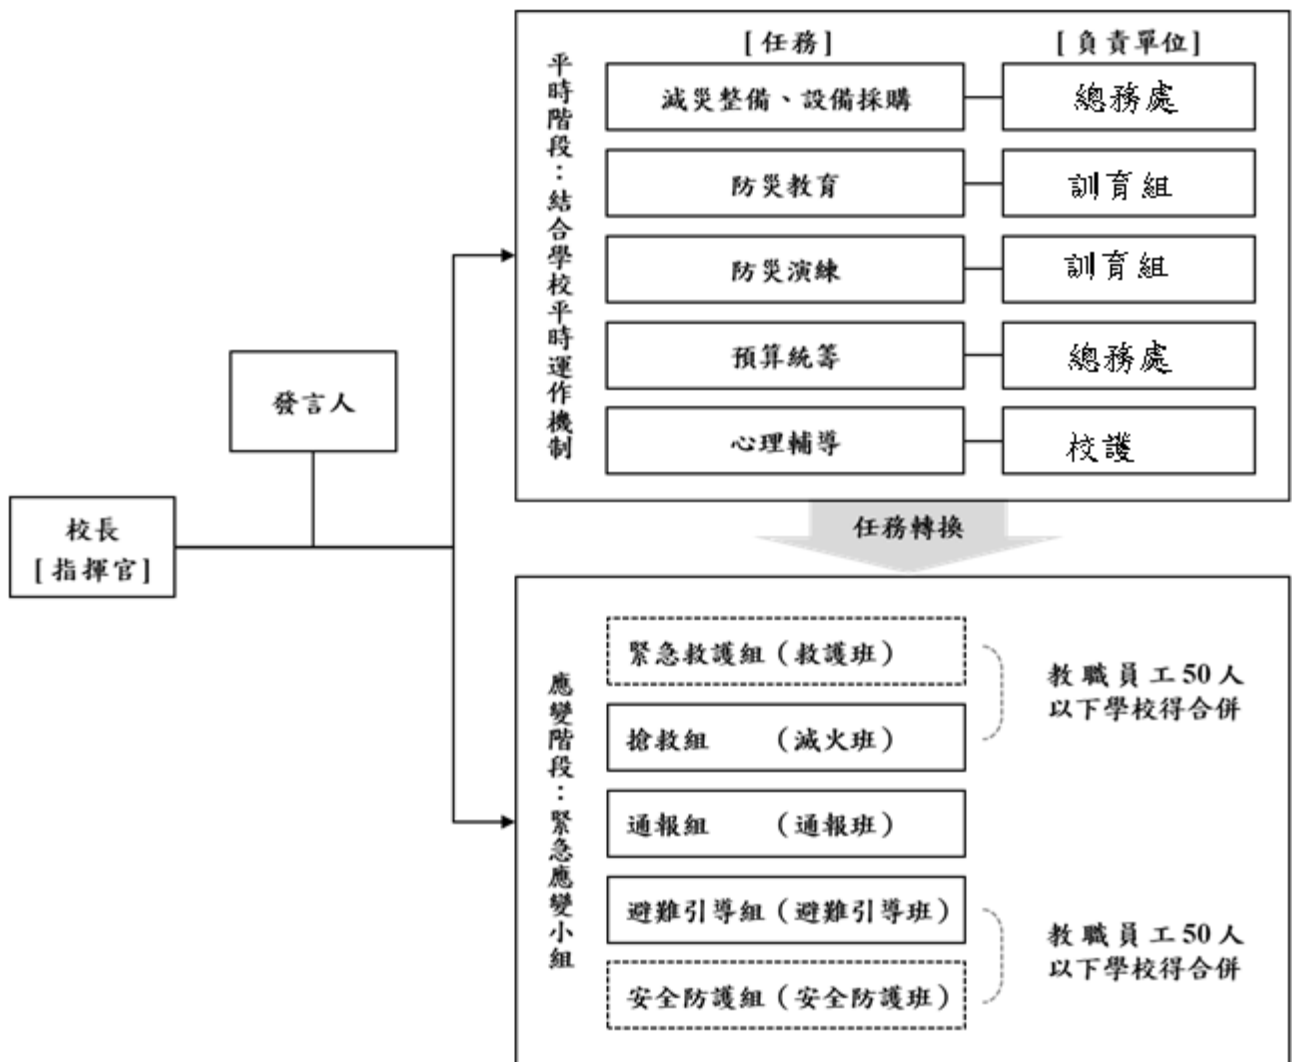 校長
[指揮官]
發言人
平時階段：結合學校平時運作機制
[任務]
[負責單位]
減災整備、設備採購
總務處
防災教育
訓育組
防災演練
訓育組
預算統籌
總務處
心理輔導
校護
任務轉換
應變階段：緊急應變小組
緊急救護組（救護班）
搶救組 （滅火班）
教職員工50人
以下學校得合併
通報組 （通報班）
避難引導組（避難引導班）
安全防護組（安全防護班）
教職員工50人
以下學校得合併